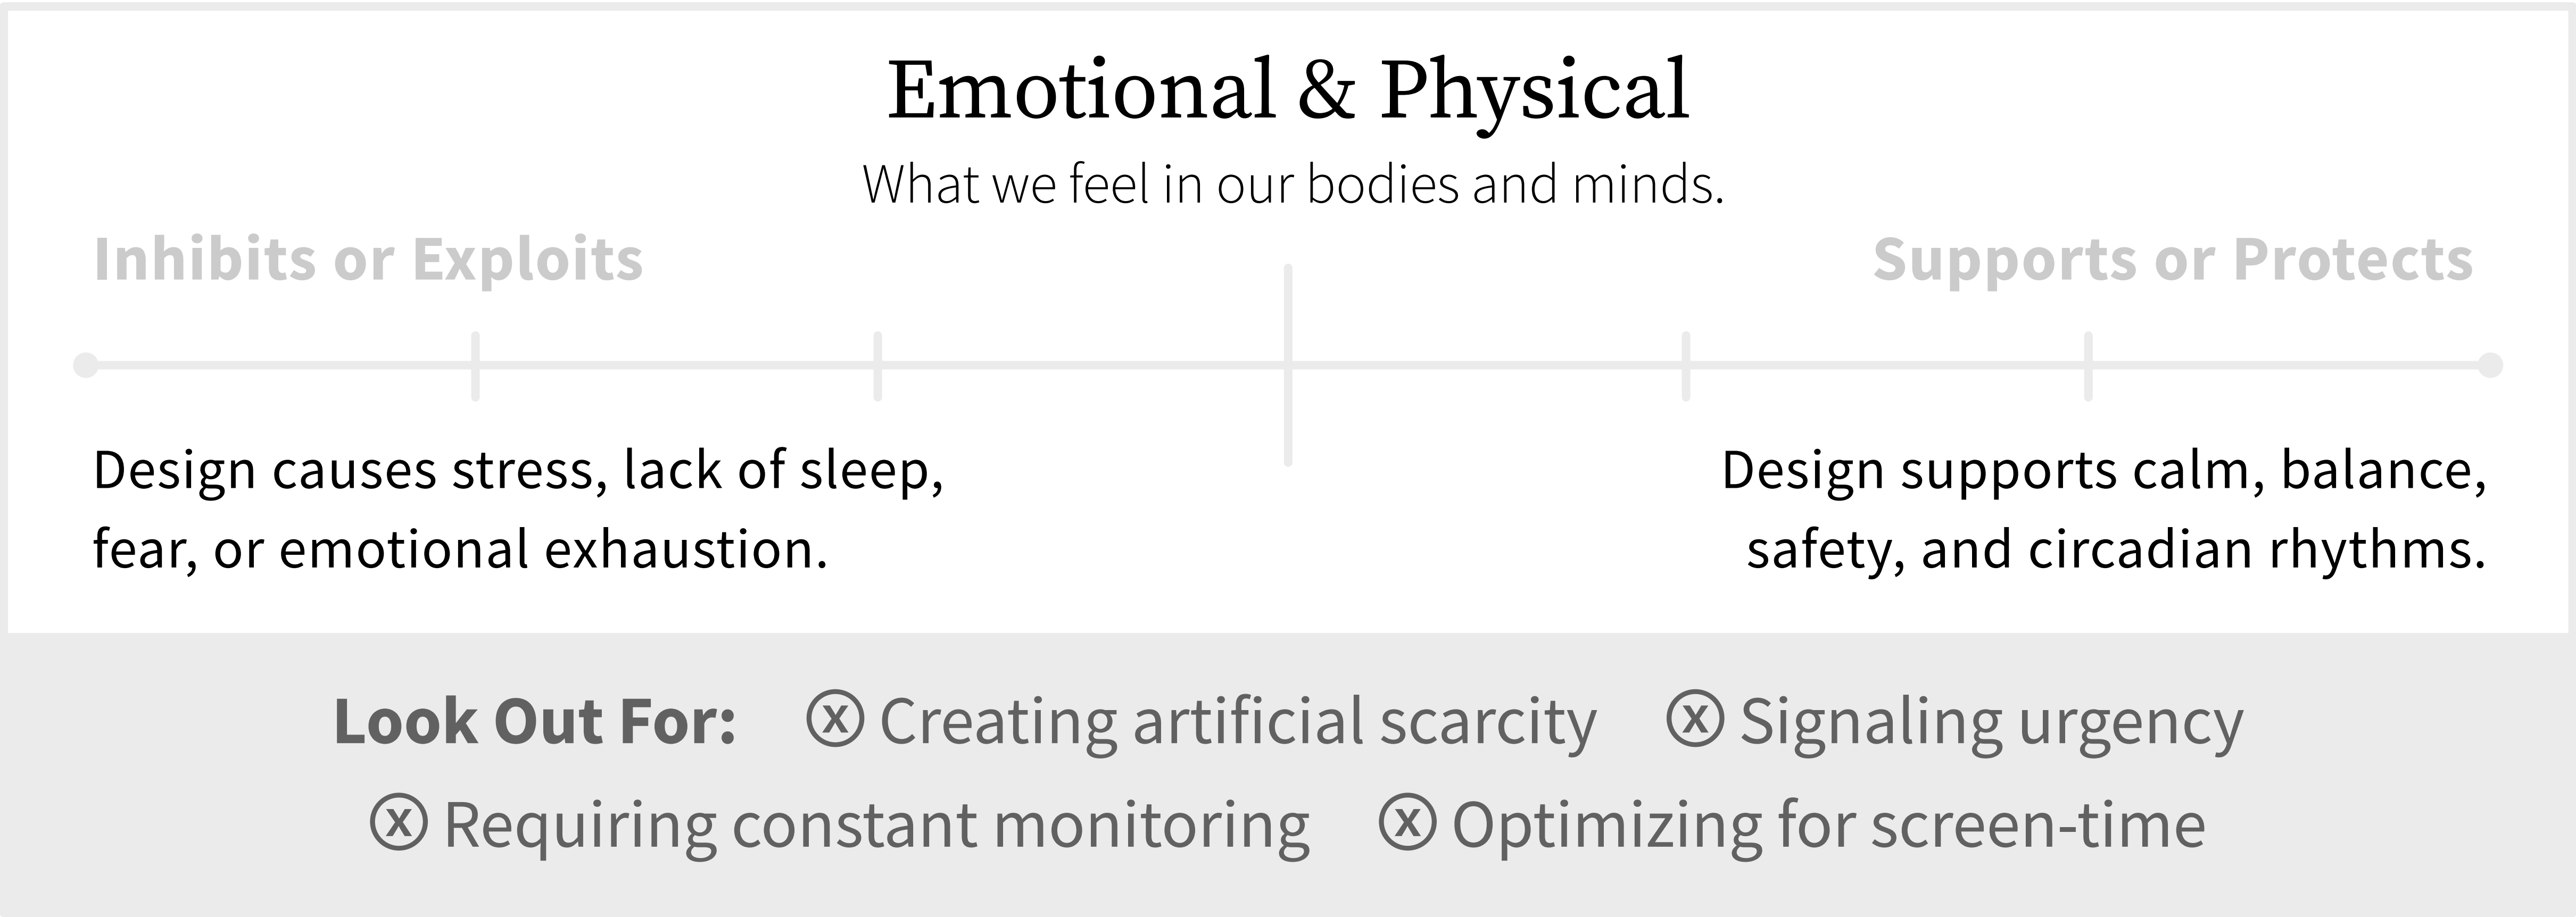 Emotional & Physical
What we feel in our bodies and minds.
Inhibits or Exploits
Supports or Protects
Design causes stress, lack of sleep,
fear, or emotional exhaustion.
Design supports calm, balance,
safety, and circadian rhythms.
Look Out For: ⓧ Creating artificial scarcity ⓧ Signaling urgency
ⓧ Requiring constant monitoring ⓧ Optimizing for screen-time